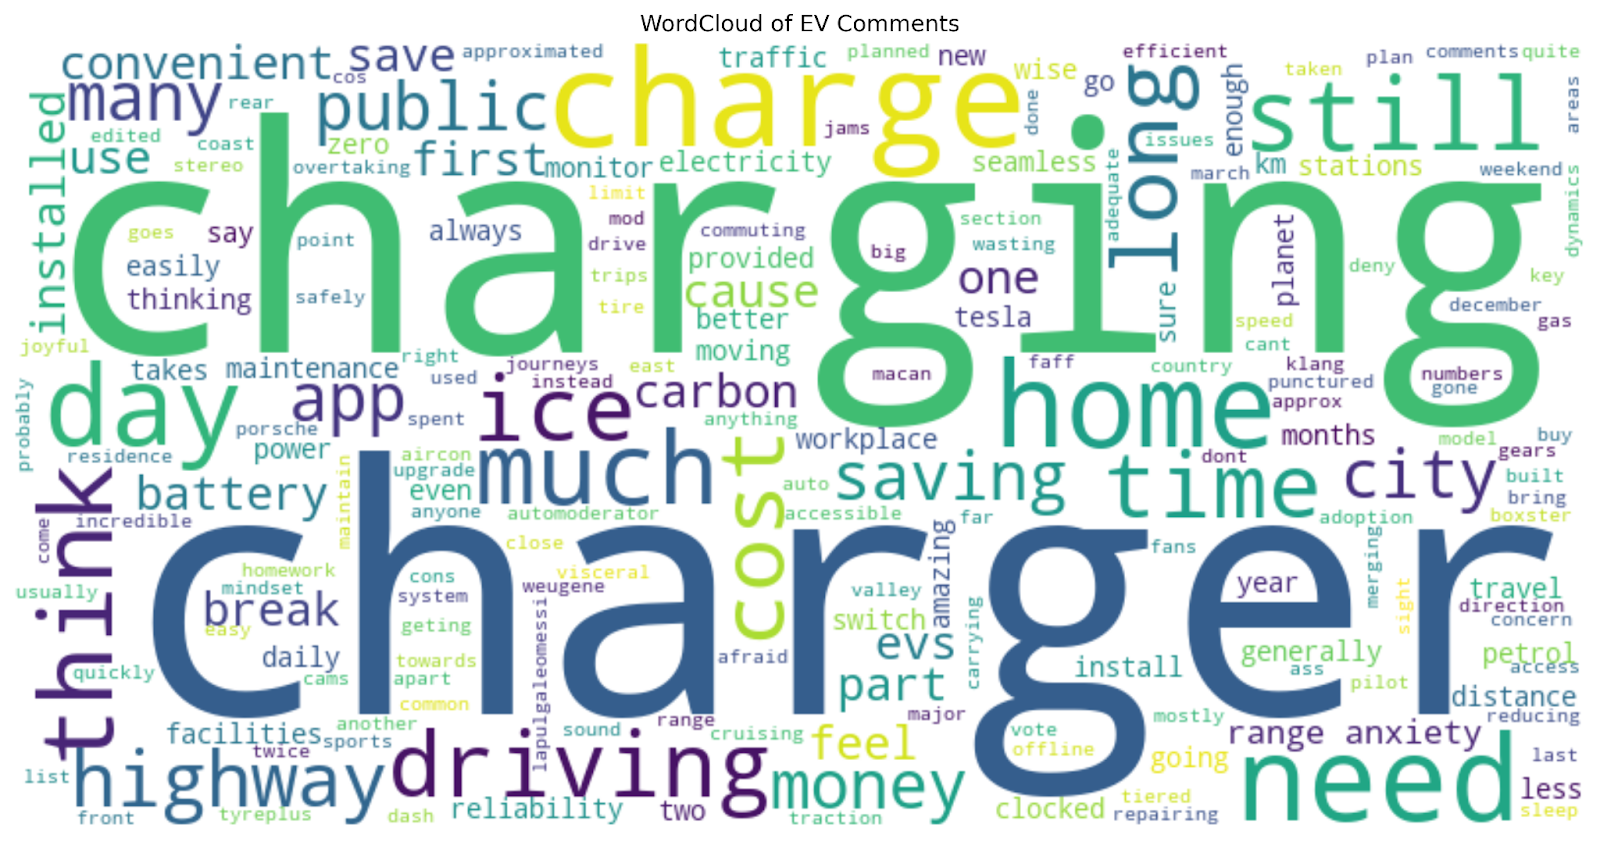 WordCloud of EV Comments
convenient
save
approximated
traffic
planned
new
efficient
plan
comments
quite
cos
many
rear
public
charge
wise
go
done
enough
taken
still
areas
installed
edited
coast
use
stereo
zero
overtaking
first
monitor
electricity
jams
seamless
adequate
long
issues
march
km
stations
weekend
dynamics
charging
limit
goes
say
point
always
mod
drive
commuting
section
wasting
big
easily
thinking
safely
trips
tire
provided
cause
better
moving
one
tesla
sure
planet
deny
key
december
speed
cant
gas
joyful
takes
maintenance
right
used
journeys
instead
east
carbon
anything
macan
faff
country
klang
punctured
approx
numbers
gone
probably
day
app
spent
porsche
power
residence
ice
home
months
model
buy
gears
workplace
much
cost
aircon
upgrade
even
anyone
maintain
battery
incredible
automoderator
auto
accessible
saving
far
time
dont
city
adoption
built
bring
boxster
think
come
charger
close
visceral
amazing
fans
merging
year
sight
travel
direction
concern
usually
homework
mindset
break
easy
cons
system
weugene
geting
valley
switch
evs
carrying
daily
quickly
cams
towards
apart
common
lapulgaleomessi
afraid
part
install
generally
ass
pilot
petrol
access
distance
reducing
facilities
another
sports
twice
range
sound
cruising
major
feel
vote
offline
mostly
going
range anxiety
last
list
highway
driving
money
need
less
front
tyreplus
dash
reliability
two
traction
clocked
tiered
repairing
sleep